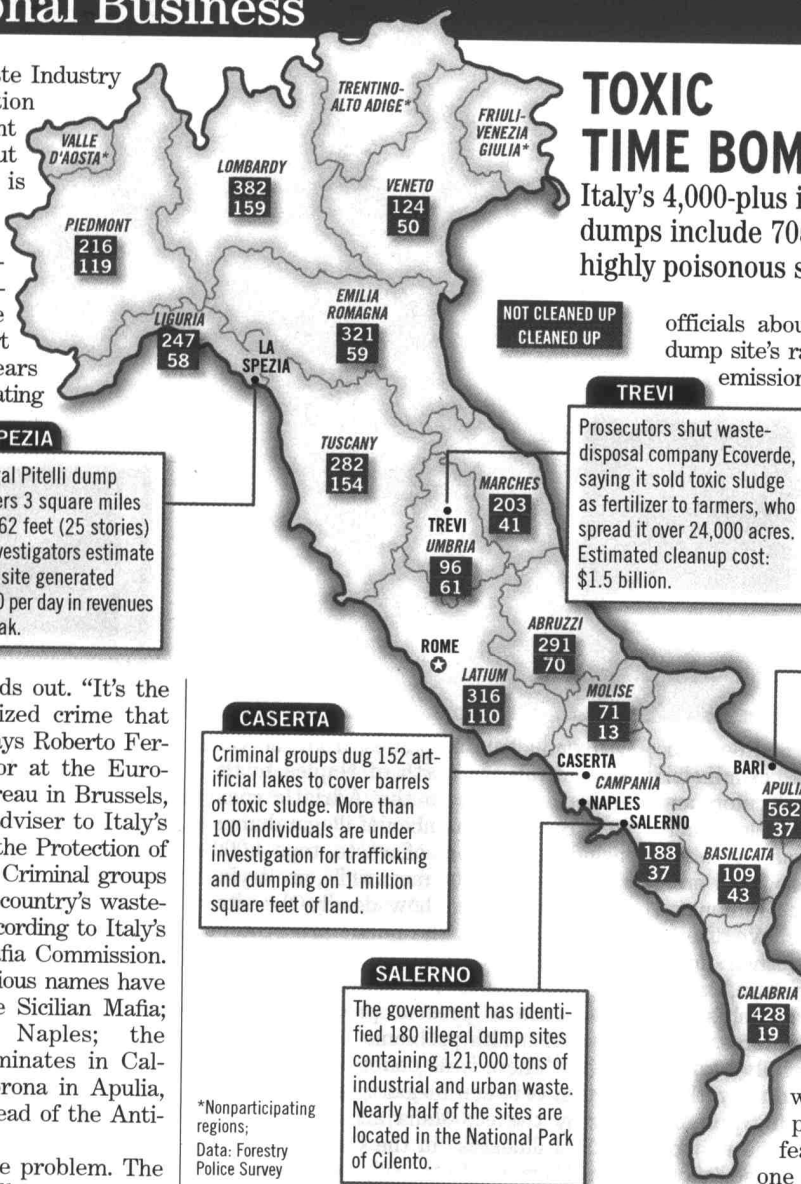 Business
te Industry
TOXIC
TIME BOM
Italy's 4,000-plus i
dumps include 70
highly poisonous s
TRENTINO-
ALTO ADIGE*
FRIULI-
VENEZIA
GIULIA*
VALLE
D'AOSTA*
LOMBARDY
382
159
VENETO
124
50
PIEDMONT
216
119
EMILIA
ROMAGNA
321
59
LIGURIA
247
58
LA
SPEZIA
NOT CLEANED UP
CLEANED UP
officials abou
dump site's ra
emission
is
ears
ating
PEZIA
al Pitelli dump
ers 3 square miles
62 feet (25 stories)
vestigators estimate
site generated
0 per day in revenues
ak.
TUSCANY
282
154
MARCHES
203
41
TREVI
UMBRIA
96
61
TREVI
Prosecutors shut waste-
disposal company Ecoverde,
saying it sold toxic sludge
as fertilizer to farmers, who
spread it over 24,000 acres.
Estimated cleanup cost:
$1.5 billion.
ABRUZZI
291
70
ROME
LATIUM
316
110
MOLISE
71
13
CASERTA
Criminal groups dug 152 art-
ificial lakes to cover barrels
of toxic sludge. More than
100 individuals are under
investigation for trafficking
and dumping on 1 million
square feet of land.
CASERTA
CAMPANIA
NAPLES
SALERNO
188
37
BARI
APULI
562
37
BASILICATA
109
43
CALABRIA
428
19
SALERNO
The government has identi-
fied 180 illegal dump sites
containing 121,000 tons of
industrial and urban waste.
Nearly half of the sites are
located in the National Park
of Cilento.
ds out. "It's the
ized crime that
ays Roberto Fer-
or at the Euro-
reau in Brussels,
dviser to Italy's
the Protection of
Criminal groups
country's waste-
cording to Italy's
fia Commission.
ious names have
e Sicilian Mafia;
Naples; the
minates in Cal-
rona in Apulia,
ead of the Anti-
e problem. The
*Nonparticipating
regions;
Data: Forestry
Police Survey
one